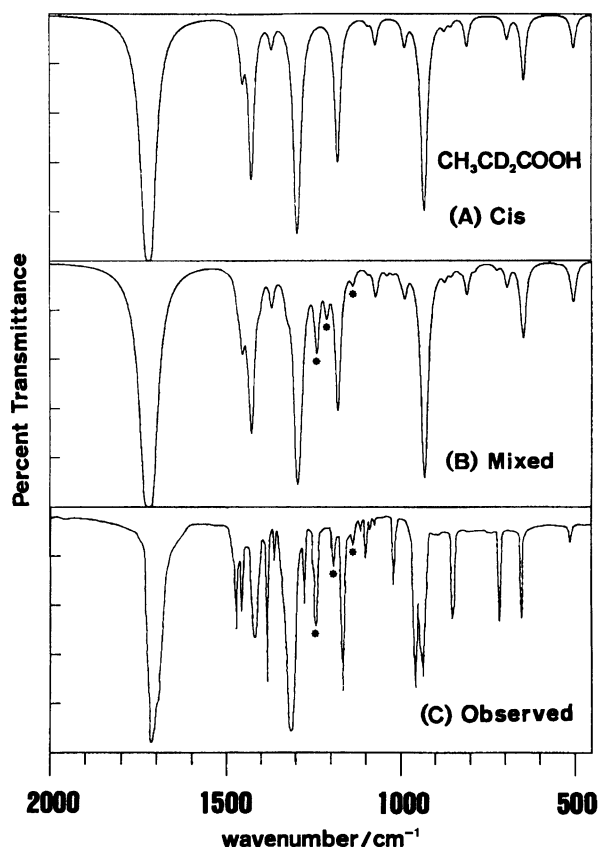 Percent Transmittance
CH₃CD₂COOH
(A) Cis
*
*
*
(B) Mixed
*
*
*
(C) Observed
2000 1500 1000 500
wavenumber/cm⁻¹